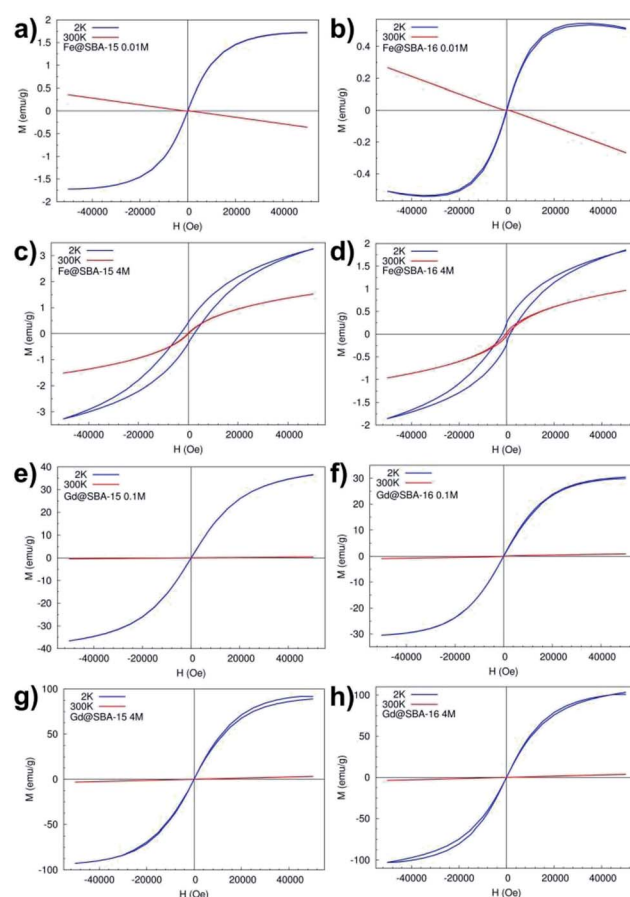 a)
2K
300K
Fe@SBA-15 0.01M
M (emu/g)
2
1.5
1
0.5
0
-0.5
-1
-1.5
-2
-40000 -20000 0 20000 40000
H (Oe)
b)
2K
300K
Fe@SBA-16 0.01M
M (emu/g)
0.4
0.2
0
-0.2
-0.4
-40000 -20000 0 20000 40000
H (Oe)
c)
2K
300K
Fe@SBA-15 4M
M (emu/g)
3
2
1
0
-1
-2
-3
-40000 -20000 0 20000 40000
H (Oe)
d)
2K
300K
Fe@SBA-16 4M
M (emu/g)
2
1.5
1
0.5
0
-0.5
-1
-1.5
-2
-40000 -20000 0 20000 40000
H (Oe)
e)
2K
300K
Gd@SBA-15 0.1M
M (emu/g)
40
30
20
10
0
-10
-20
-30
-40
-40000 -20000 0 20000 40000
H (Oe)
f)
2K
300K
Gd@SBA-16 0.1M
M (emu/g)
30
20
10
0
-10
-20
-30
-40000 -20000 0 20000 40000
H (Oe)
g)
2K
300K
Gd@SBA-15 4M
M (emu/g)
100
50
0
-50
-100
-40000 -20000 0 20000 40000
H (Oe)
h)
2K
300K
Gd@SBA-16 4M
M (emu/g)
100
50
0
-50
-100
-40000 -20000 0 20000 40000
H (Oe)